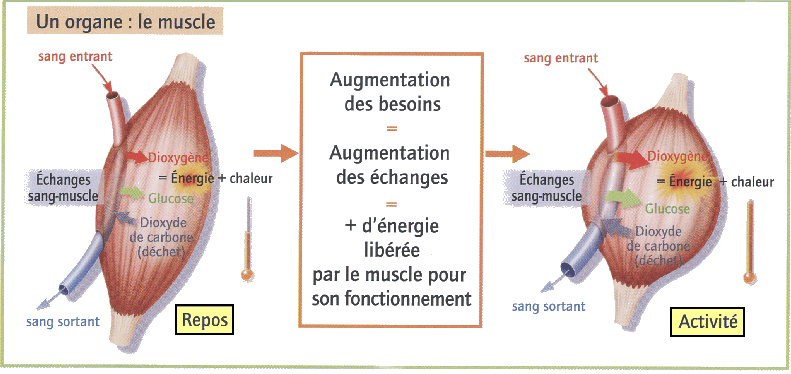 Un organe : le muscle
sang entrant
Dioxygène
Échanges
sang-muscle
= Énergie + chaleur
Glucose
Dioxyde
de carbone
(déchet)
sang sortant
Repos
Augmentation
des besoins
=
Augmentation
des échanges
=
+ d’énergie
libérée
par le muscle pour
son fonctionnement
sang entrant
Dioxygène
Échanges
sang-muscle
= Énergie + chaleur
Glucose
Dioxyde
de carbone
(déchet)
sang sortant
Activité